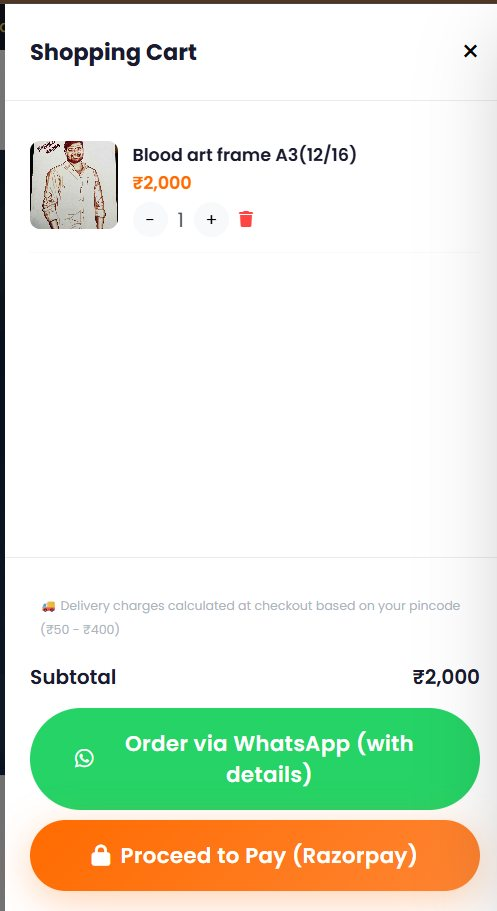 Shopping Cart ×
Blood art frame A3(12/16)
₹2,000
- 1 +
🚚 Delivery charges calculated at checkout based on your pincode
(₹50 - ₹400)
Subtotal ₹2,000
Order via WhatsApp (with
details)
Proceed to Pay (Razorpay)